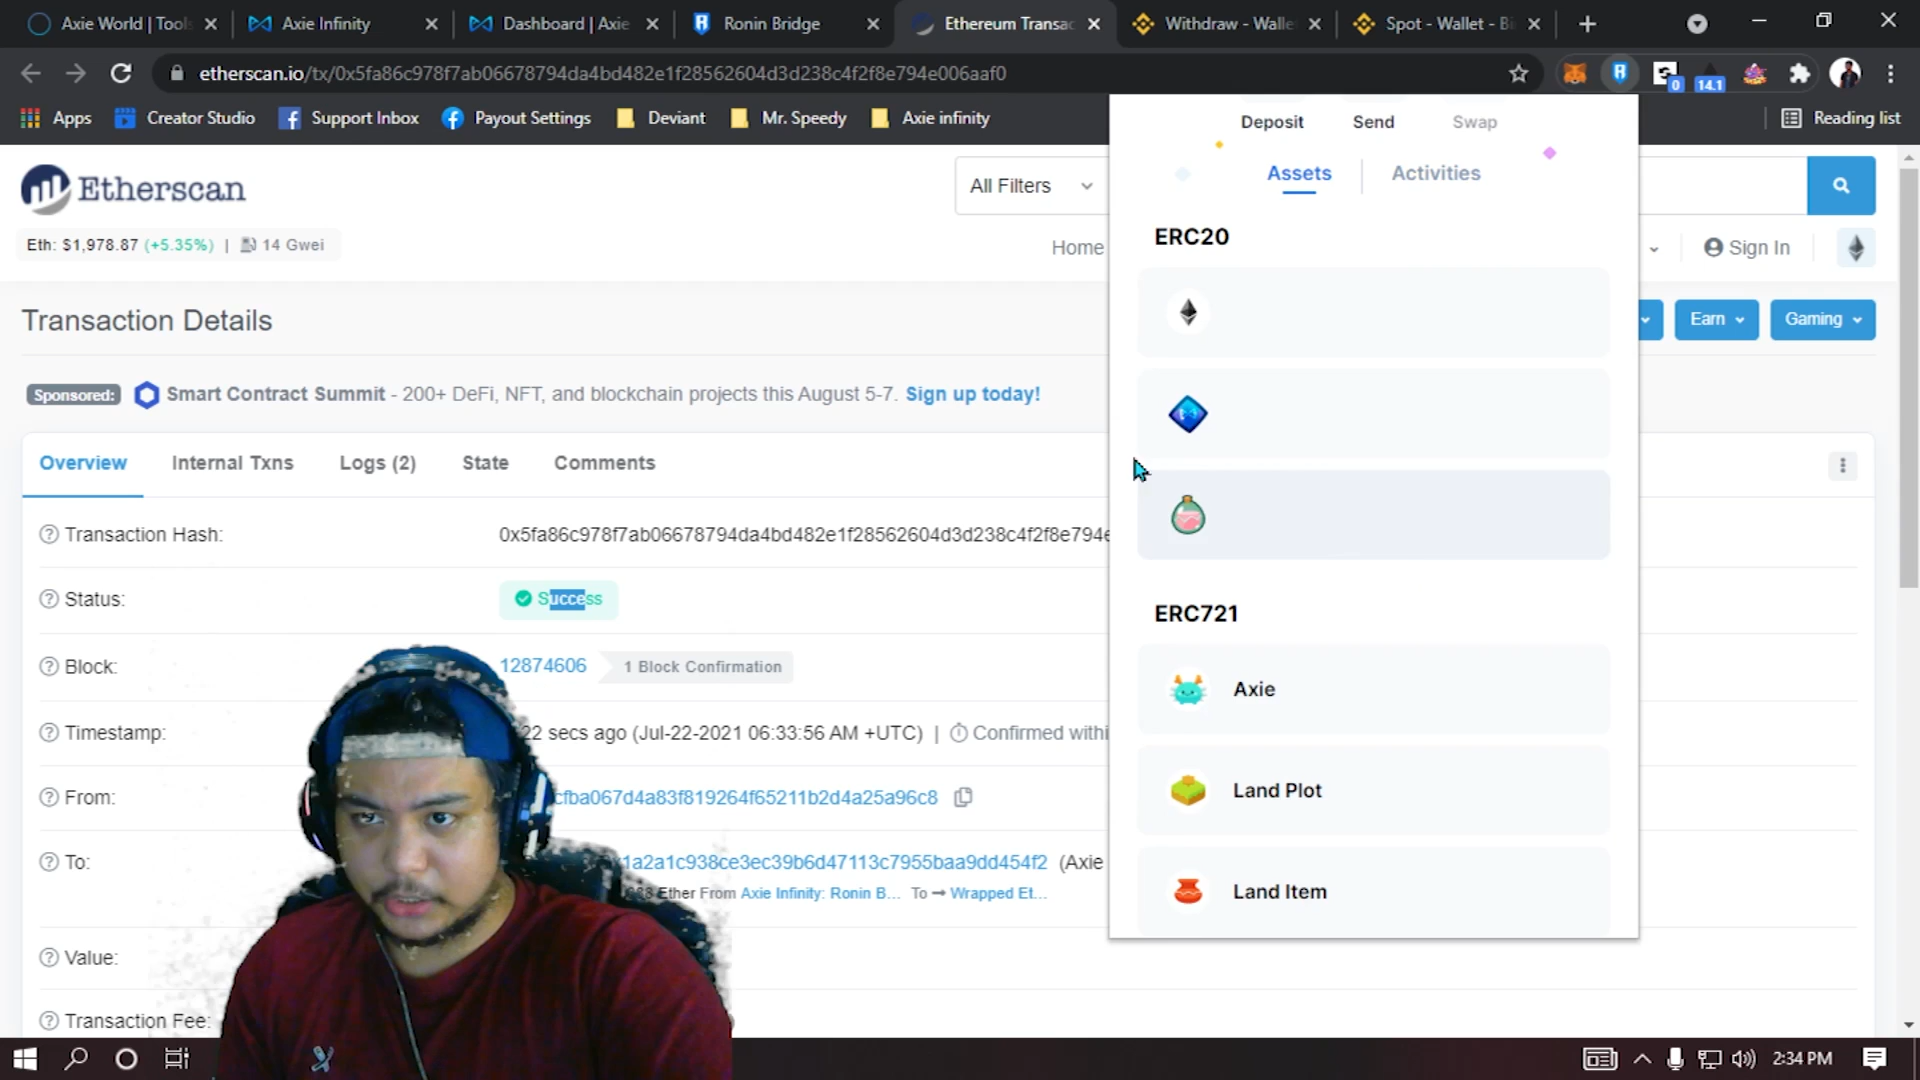 Axie World | Tools
Axie Infinity
Dashboard | Axie
Ronin Bridge
Ethereum Transac
Withdraw - Walle
Spot - Wallet - Bi
etherscan.io/tx/0x5fa86c978f7ab06678794da4bd482e1f28562604d3d238c4f2f8e794e006aaf0
0
14.1
Apps
Creator Studio
Support Inbox
Payout Settings
Deviant
Mr. Speedy
Axie infinity
Reading list
Etherscan
All Filters
Eth: $1,978.87 (+5.35%) | 14 Gwei
Home
Sign In
Transaction Details
Earn
Gaming
Sponsored: Smart Contract Summit - 200+ DeFi, NFT, and blockchain projects this August 5-7. Sign up today!
Overview
Internal Txns
Logs (2)
State
Comments
Transaction Hash:
0x5fa86c978f7ab06678794da4bd482e1f28562604d3d238c4f2f8e794e
Status:
Success
Block:
12874606
1 Block Confirmation
Timestamp:
22 secs ago (Jul-22-2021 06:33:56 AM +UTC) | Confirmed withi
From:
cfba067d4a83f819264f65211b2d4a25a96c8
To:
1a2a1c938ce3ec39b6d47113c7955baa9dd454f2 (Axie
Ether From Axie Infinity: Ronin B... To → Wrapped Et...
Value:
Transaction Fee:
Deposit
Send
Swap
Assets
Activities
ERC20
ERC721
Axie
Land Plot
Land Item
2:34 PM